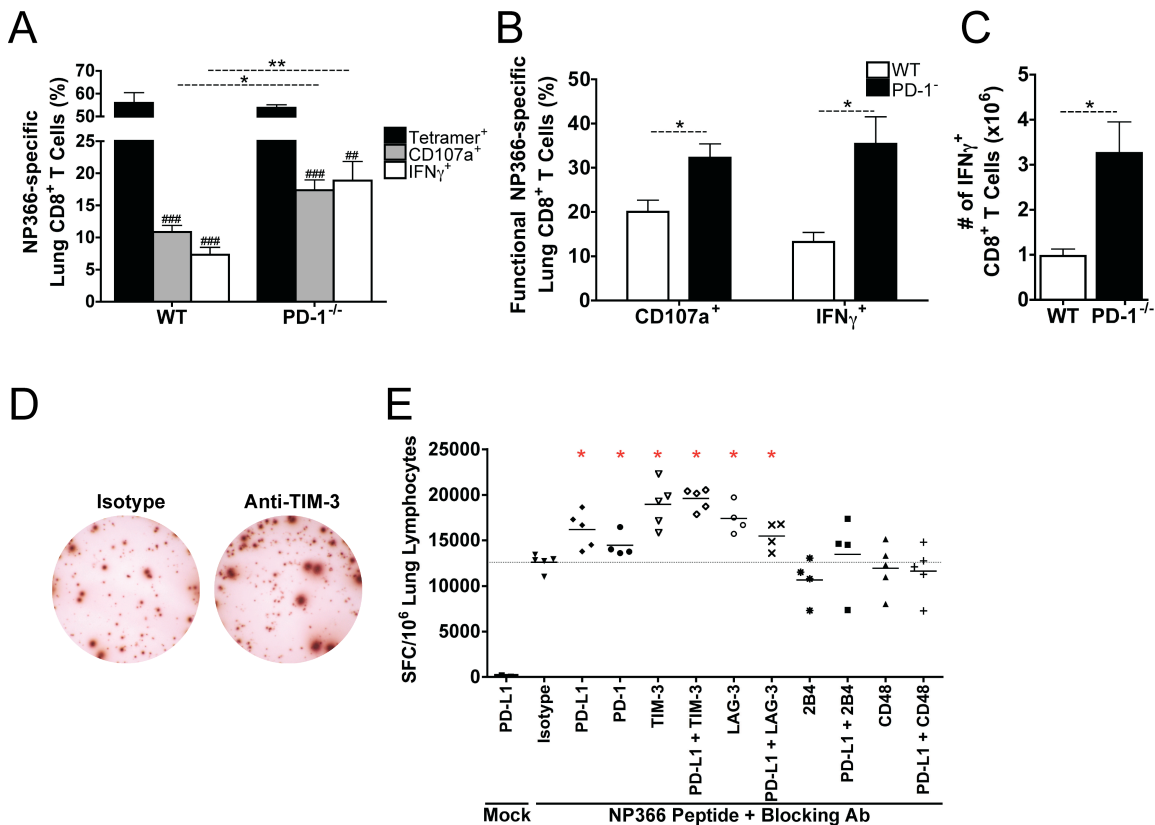 A
NP366-specific
Lung CD8+ T Cells (%)
70
60
50
25
20
15
10
5
0
**
*
###
###
###
##
WT
PD-1-/-
Tetramer+
CD107a+
IFNγ+
B
Functional NP366-specific
Lung CD8+ T Cells (%)
50
40
30
20
10
0
*
*
CD107a+
IFNγ+
WT
PD-1-
C
# of IFNγ+
CD8+ T Cells (x10^6)
5
4
3
2
1
0
*
WT PD-1-/-
D
Isotype
Anti-TIM-3
E
SFC/10^6 Lung Lymphocytes
25000
20000
15000
10000
5000
0
* * * * * *
PD-L1
Isotype
PD-L1
PD-1
TIM-3
PD-L1 + TIM-3
LAG-3
PD-L1 + LAG-3
2B4
PD-L1 + 2B4
CD48
PD-L1 + CD48
Mock
NP366 Peptide + Blocking Ab